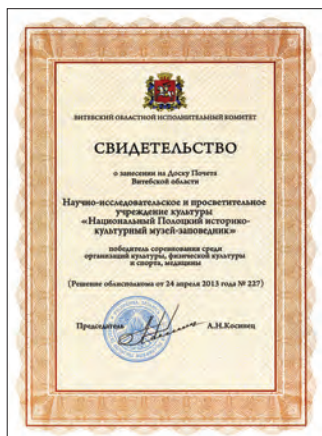 ВИТЕБСКИЙ ОБЛАСТНОЙ ИСПОЛНИТЕЛЬНЫЙ КОМИТЕТ
СВИДЕТЕЛЬСТВО
о занесении на Доску Почета
Витебской области
Научно-исследовательское и просветительное
учреждение культуры
«Национальный Полоцкий историко-
культурный музей-заповедник»
победитель соревнования среди
организаций культуры, физической культуры
и спорта, медицины
(Решение облисполкома от 24 апреля 2013 года № 227)
Председатель А.Н.Косинец